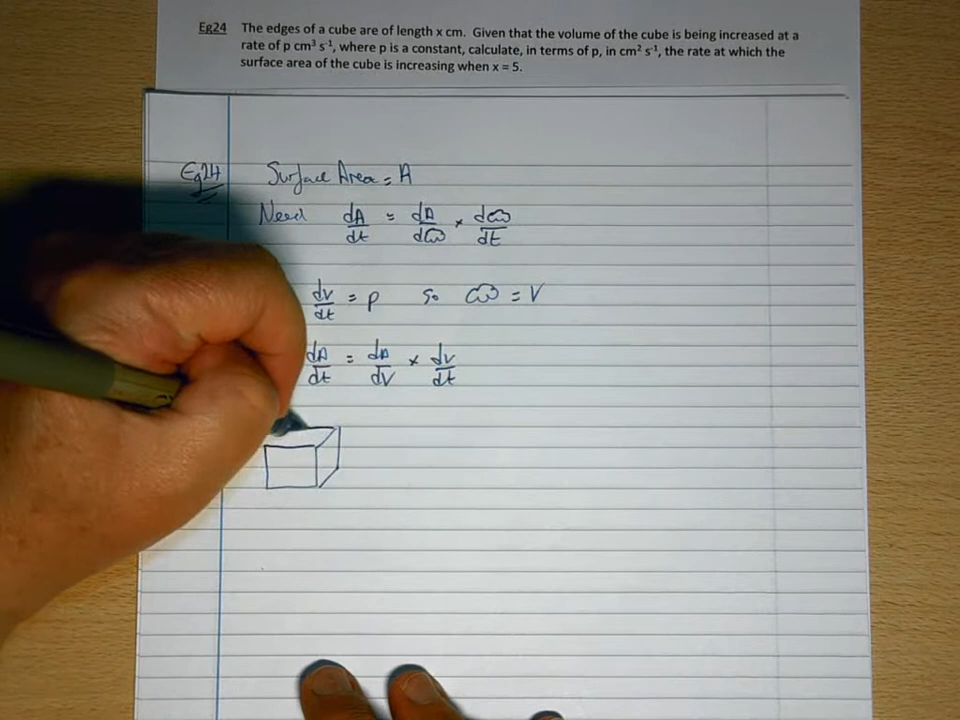 Eg24 The edges of a cube are of length x cm. Given that the volume of the cube is being increased at a
rate of p cm³ s⁻¹, where p is a constant, calculate, in terms of p, in cm² s⁻¹, the rate at which the
surface area of the cube is increasing when x = 5.
Eg24 Surface Area = A
Need dA/dt = dA/d × d/dt
dV/dt = p so = V
dA/dt = dA/dV × dV/dt